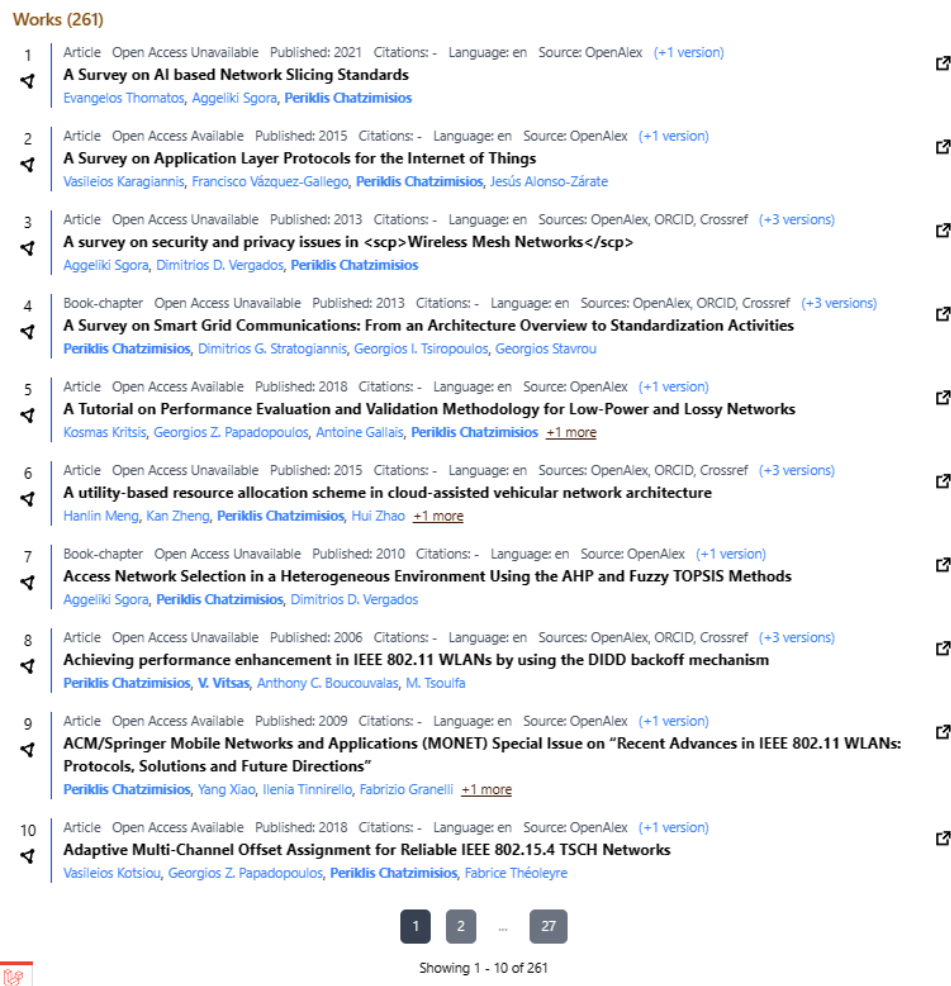 Works (261)
1
Article Open Access Unavailable Published: 2021 Citations: - Language: en Source: OpenAlex (+1 version)
A Survey on AI based Network Slicing Standards
Evangelos Thomatos, Aggeliki Sgora, Periklis Chatzimisios
2
Article Open Access Available Published: 2015 Citations: - Language: en Source: OpenAlex (+1 version)
A Survey on Application Layer Protocols for the Internet of Things
Vasileios Karagiannis, Francisco Vázquez-Gallego, Periklis Chatzimisios, Jesús Alonso-Zárate
3
Article Open Access Unavailable Published: 2013 Citations: - Language: en Sources: OpenAlex, ORCID, Crossref (+3 versions)
A survey on security and privacy issues in <scp>Wireless Mesh Networks</scp>
Aggeliki Sgora, Dimitrios D. Vergados, Periklis Chatzimisios
4
Book-chapter Open Access Unavailable Published: 2013 Citations: - Language: en Sources: OpenAlex, ORCID, Crossref (+3 versions)
A Survey on Smart Grid Communications: From an Architecture Overview to Standardization Activities
Periklis Chatzimisios, Dimitrios G. Stratogiannis, Georgios I. Tsiropoulos, Georgios Stavrou
5
Article Open Access Available Published: 2018 Citations: - Language: en Source: OpenAlex (+1 version)
A Tutorial on Performance Evaluation and Validation Methodology for Low-Power and Lossy Networks
Kosmas Kritsis, Georgios Z. Papadopoulos, Antoine Gallais, Periklis Chatzimisios +1 more
6
Article Open Access Unavailable Published: 2015 Citations: - Language: en Sources: OpenAlex, ORCID, Crossref (+3 versions)
A utility-based resource allocation scheme in cloud-assisted vehicular network architecture
Hanlin Meng, Kan Zheng, Periklis Chatzimisios, Hui Zhao +1 more
7
Book-chapter Open Access Unavailable Published: 2010 Citations: - Language: en Source: OpenAlex (+1 version)
Access Network Selection in a Heterogeneous Environment Using the AHP and Fuzzy TOPSIS Methods
Aggeliki Sgora, Periklis Chatzimisios, Dimitrios D. Vergados
8
Article Open Access Unavailable Published: 2006 Citations: - Language: en Sources: OpenAlex, ORCID, Crossref (+3 versions)
Achieving performance enhancement in IEEE 802.11 WLANs by using the DIDD backoff mechanism
Periklis Chatzimisios, V. Vitsas, Anthony C. Boucouvalas, M. Tsoulfa
9
Article Open Access Available Published: 2009 Citations: - Language: en Source: OpenAlex (+1 version)
ACM/Springer Mobile Networks and Applications (MONET) Special Issue on “Recent Advances in IEEE 802.11 WLANs:
Protocols, Solutions and Future Directions”
Periklis Chatzimisios, Yang Xiao, Ilenia Tinnirello, Fabrizio Granelli +1 more
10
Article Open Access Available Published: 2018 Citations: - Language: en Source: OpenAlex (+1 version)
Adaptive Multi-Channel Offset Assignment for Reliable IEEE 802.15.4 TSCH Networks
Vasileios Kotsiou, Georgios Z. Papadopoulos, Periklis Chatzimisios, Fabrice Théoleyre
1 2 ... 27
Showing 1 - 10 of 261